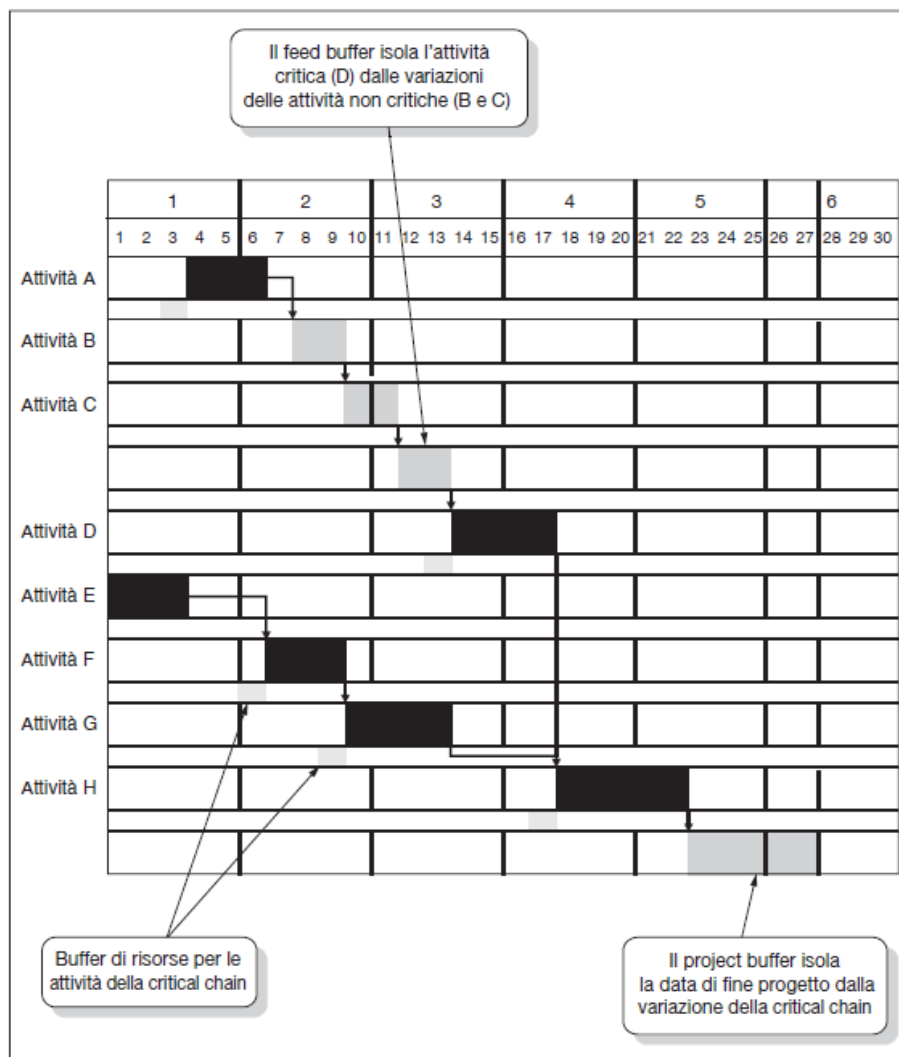 Il feed buffer isola l'attività
critica (D) dalle variazioni
delle attività non critiche (B e C)
1 2 3 4 5 6
1 2 3 4 5 6 7 8 9 10 11 12 13 14 15 16 17 18 19 20 21 22 23 24 25 26 27 28 29 30
Attività A
Attività B
Attività C
Attività D
Attività E
Attività F
Attività G
Attività H
Buffer di risorse per le
attività della critical chain
Il project buffer isola
la data di fine progetto dalla
variazione della critical chain